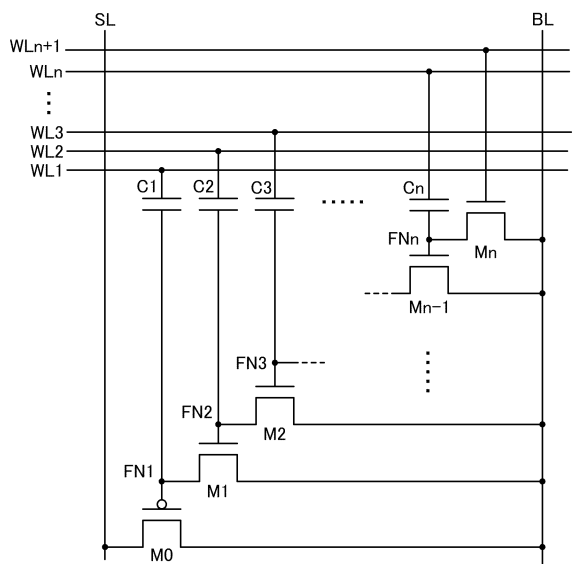 SL BL
WLn+1
WLn
WL3
WL2
WL1
C1 C2 C3 Cn
FNn Mn
Mn-1
FN3
M2
FN2
M1
FN1
M0